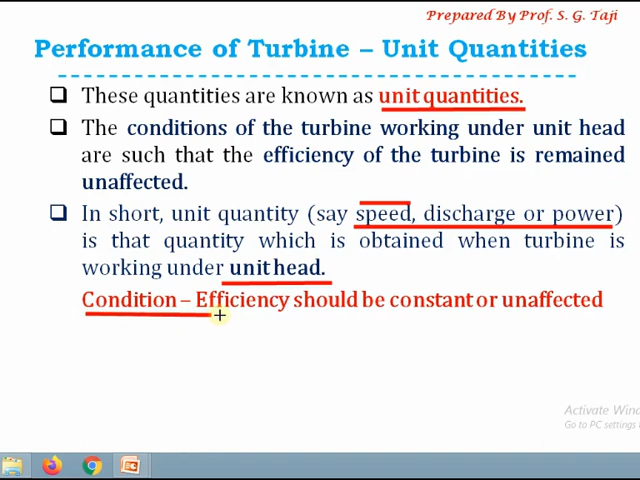 Prepared By Prof. S. G. Taji
Performance of Turbine – Unit Quantities
These quantities are known as unit quantities.
The conditions of the turbine working under unit head
are such that the efficiency of the turbine is remained
unaffected.
In short, unit quantity (say speed, discharge or power)
is that quantity which is obtained when turbine is
working under unit head.
Condition – Efficiency should be constant or unaffected
Activate
Go to PC settings